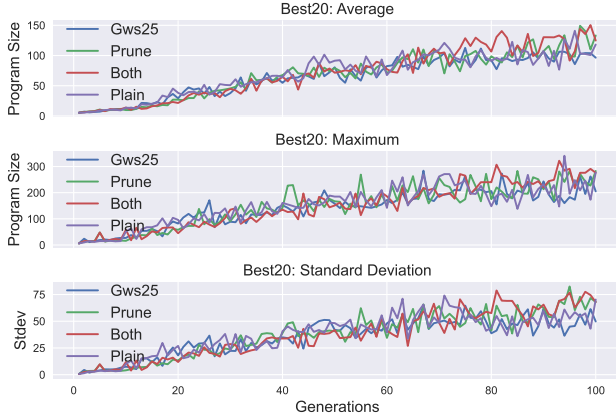 Best20: Average
Program Size
150
100
50
0
Gws25
Prune
Both
Plain
Best20: Maximum
Program Size
300
200
100
0
Gws25
Prune
Both
Plain
Best20: Standard Deviation
Stdev
75
50
25
0
Gws25
Prune
Both
Plain
0 20 40 60 80 100
Generations